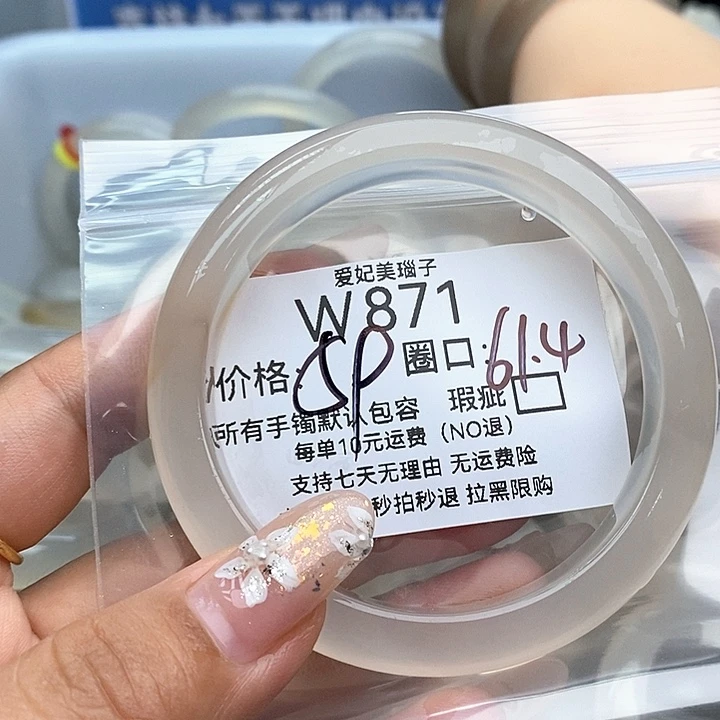 爱妃美瑙子
W871
价格: 圈口:61.4
所有手镯默认包容 瑕疵
每单10元运费（NO退）
支持七天无理由 无运费险
秒拍秒退 拉黑限购